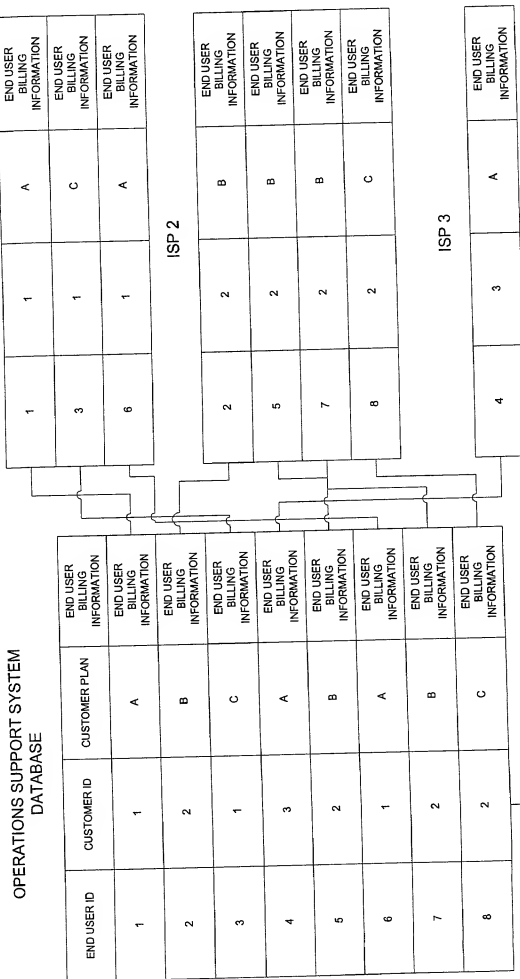 OPERATIONS SUPPORT SYSTEM
DATABASE
END USER ID
CUSTOMER ID
CUSTOMER PLAN
END USER
BILLING
INFORMATION
1
1
A
END USER
BILLING
INFORMATION
2
2
B
END USER
BILLING
INFORMATION
3
1
C
END USER
BILLING
INFORMATION
4
3
A
END USER
BILLING
INFORMATION
5
2
B
END USER
BILLING
INFORMATION
6
1
A
END USER
BILLING
INFORMATION
7
2
B
END USER
BILLING
INFORMATION
8
2
C
END USER
BILLING
INFORMATION
1
1
A
END USER
BILLING
INFORMATION
3
1
C
END USER
BILLING
INFORMATION
6
1
A
END USER
BILLING
INFORMATION
ISP 2
2
2
B
END USER
BILLING
INFORMATION
5
2
B
END USER
BILLING
INFORMATION
7
2
B
END USER
BILLING
INFORMATION
8
2
C
END USER
BILLING
INFORMATION
ISP 3
4
3
A
END USER
BILLING
INFORMATION